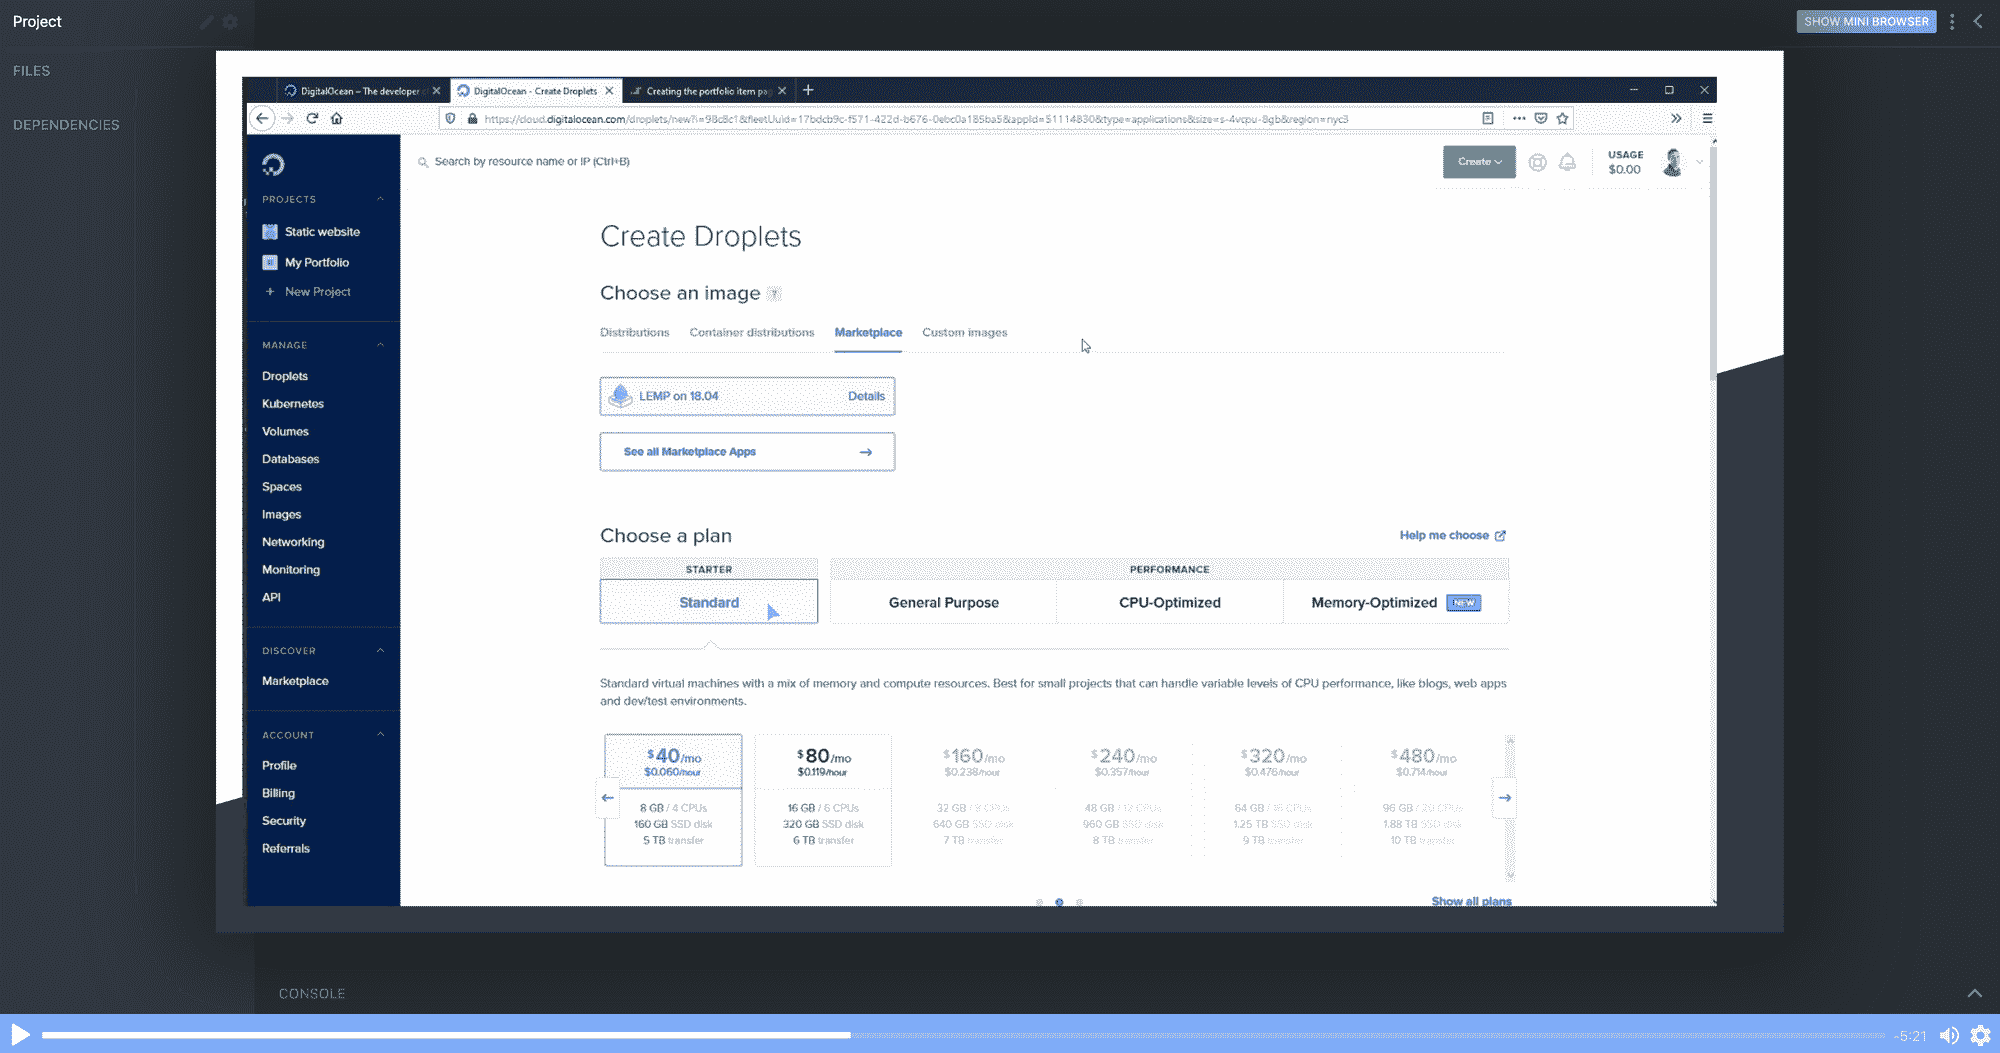 Project
SHOW MINI BROWSER
FILES
DEPENDENCIES
DigitalOcean – The developer
DigitalOcean - Create Droplets
Creating the portfolio item pag
https://cloud.digitalocean.com/droplets/new?i=98c8c1&fleetUuid=17bdcb9c-f571-422d-b676-0ebc0a185ba5&appId=51114830&type=applications&size=s-4vcpu-8gb&region=nyc3
Search by resource name or IP (Ctrl+B)
Create
USAGE
$0.00
PROJECTS
Static website
My Portfolio
+ New Project
MANAGE
Droplets
Kubernetes
Volumes
Databases
Spaces
Images
Networking
Monitoring
API
DISCOVER
Marketplace
ACCOUNT
Profile
Billing
Security
Referrals
Create Droplets
Choose an image ?
Distributions Container distributions Marketplace Custom images
LEMP on 18.04 Details
See all Marketplace Apps →
Choose a plan
Help me choose
STARTER
PERFORMANCE
Standard
General Purpose
CPU-Optimized
Memory-Optimized NEW
Standard virtual machines with a mix of memory and compute resources. Best for small projects that can handle variable levels of CPU performance, like blogs, web apps
and dev/test environments.
$40/mo
$0.060/hour
8 GB / 4 CPUs
160 GB SSD disk
5 TB transfer
$80/mo
$0.119/hour
16 GB / 6 CPUs
320 GB SSD disk
6 TB transfer
$160/mo
$0.238/hour
32 GB / 8 CPUs
640 GB SSD disk
7 TB transfer
$240/mo
$0.357/hour
48 GB / 12 CPUs
960 GB SSD disk
8 TB transfer
$320/mo
$0.476/hour
64 GB / 16 CPUs
1.25 TB SSD disk
9 TB transfer
$480/mo
$0.714/hour
96 GB / 20 CPUs
1.88 TB SSD disk
10 TB transfer
Show all plans
CONSOLE
-5:21